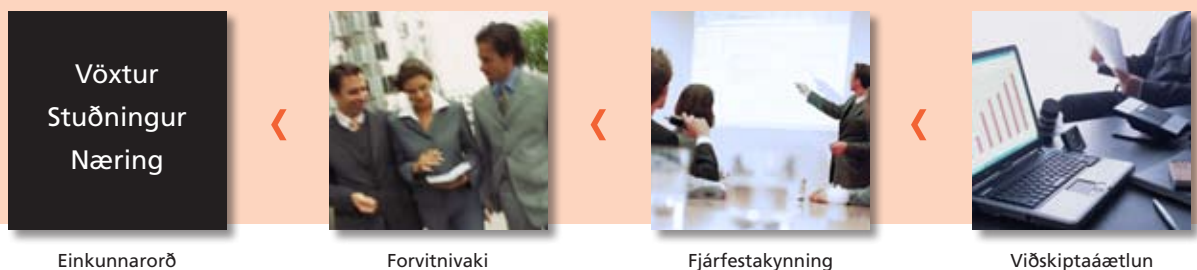 Vöxtur
Stuðningur
Næring
Einkunnarorð
Forvitnivaki
Fjárfestakynning
Viðskiptaáætlun